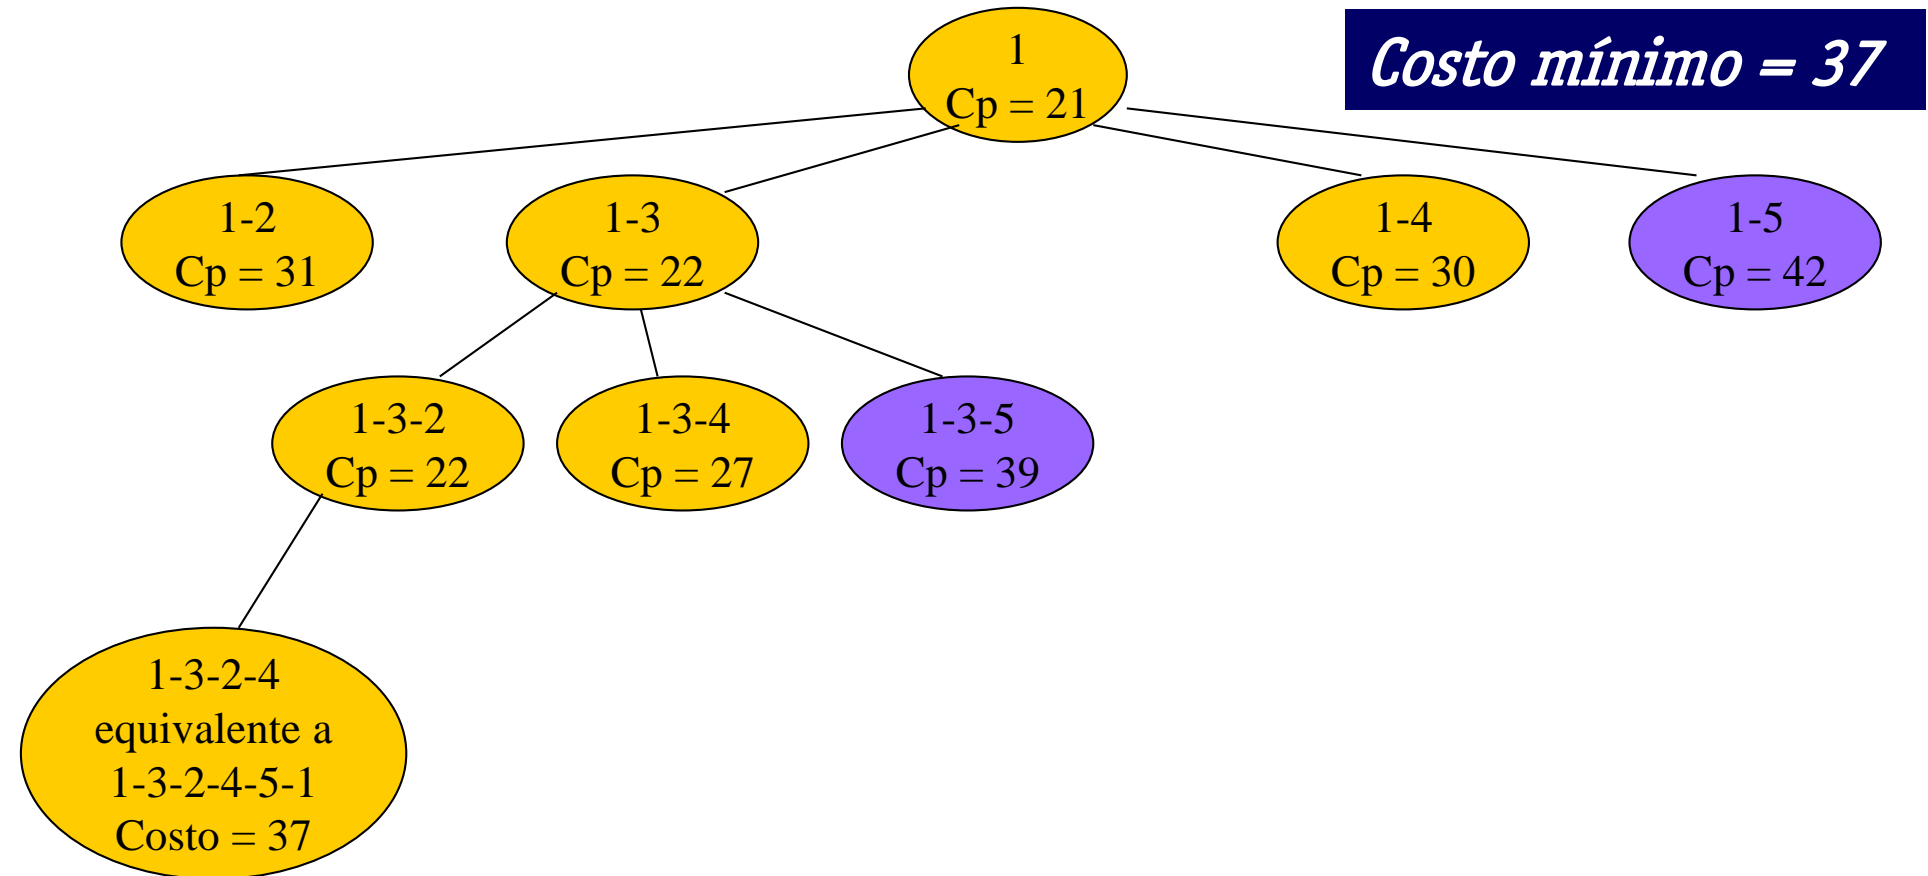 1
Cp = 21
Costo mínimo = 37
1-2
Cp = 31
1-3
Cp = 22
1-4
Cp = 30
1-5
Cp = 42
1-3-2
Cp = 22
1-3-4
Cp = 27
1-3-5
Cp = 39
1-3-2-4
equivalente a
1-3-2-4-5-1
Costo = 37